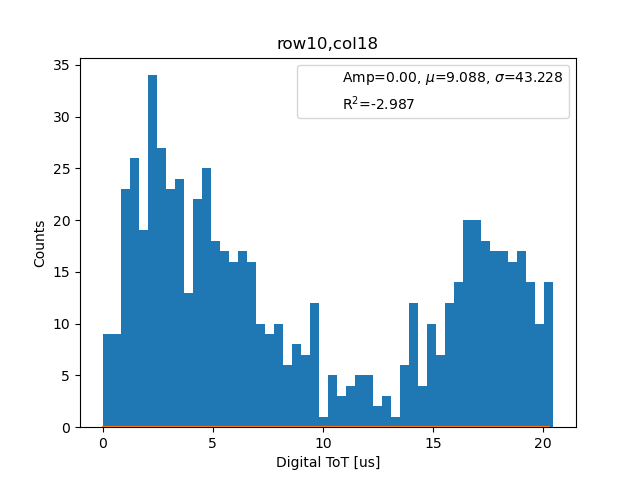 row10,col18
Amp=0.00, μ=9.088, σ=43.228
R²=-2.987
35
30
25
20
15
10
5
0
Counts
0 5 10 15 20
Digital ToT [us]